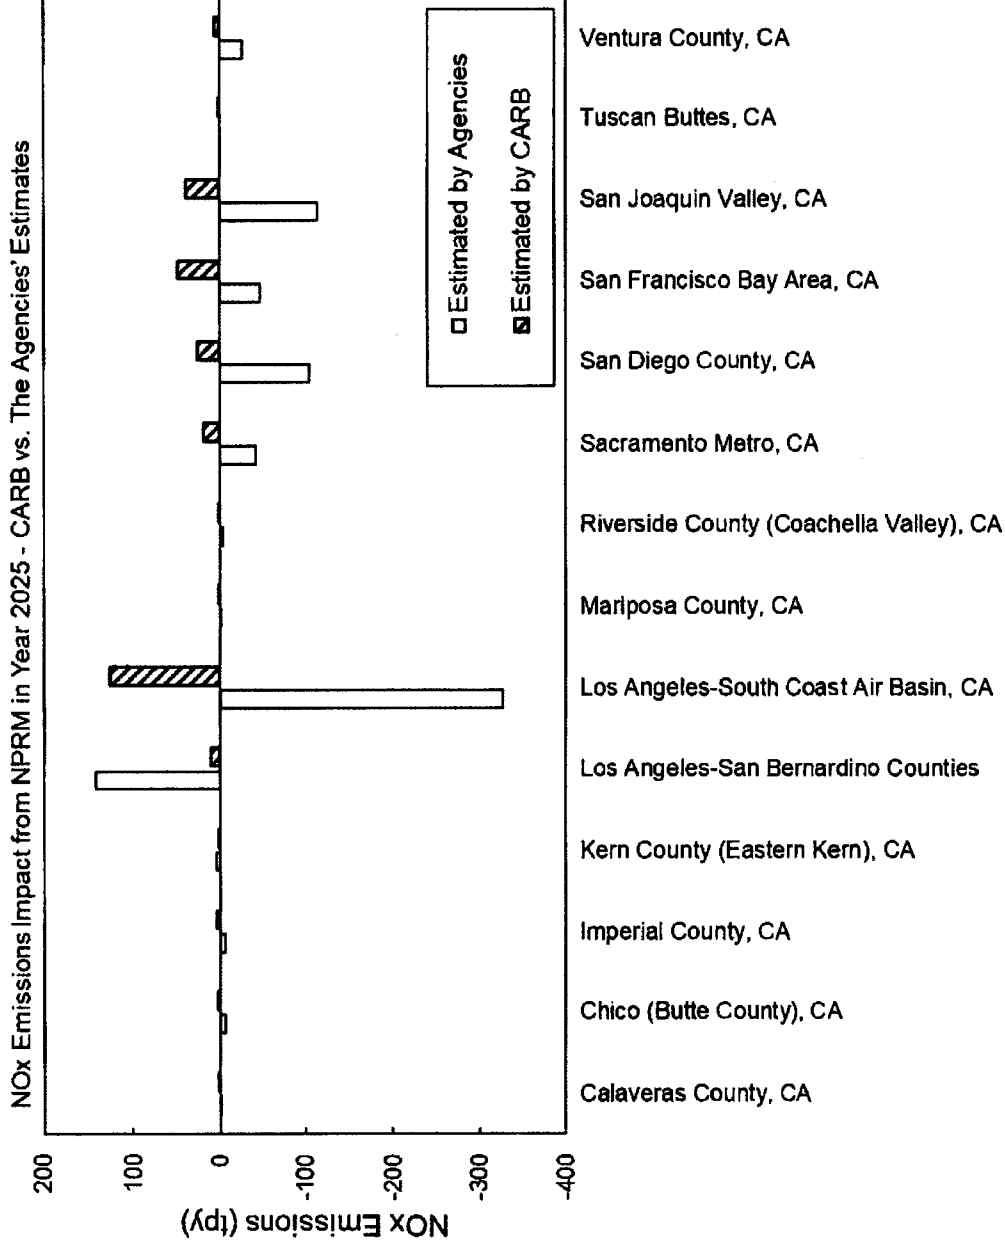 NOx Emissions Impact from NPRM in Year 2025 - CARB vs. The Agencies' Estimates
NOx Emissions (tpy)
200
100
0
-100
-200
-300
-400
Estimated by Agencies
Estimated by CARB
Calaveras County, CA
Chico (Butte County), CA
Imperial County, CA
Kern County (Eastern Kern), CA
Los Angeles-San Bernardino Counties
Los Angeles-South Coast Air Basin, CA
Mariposa County, CA
Riverside County (Coachella Valley), CA
Sacramento Metro, CA
San Diego County, CA
San Francisco Bay Area, CA
San Joaquin Valley, CA
Tuscan Buttes, CA
Ventura County, CA